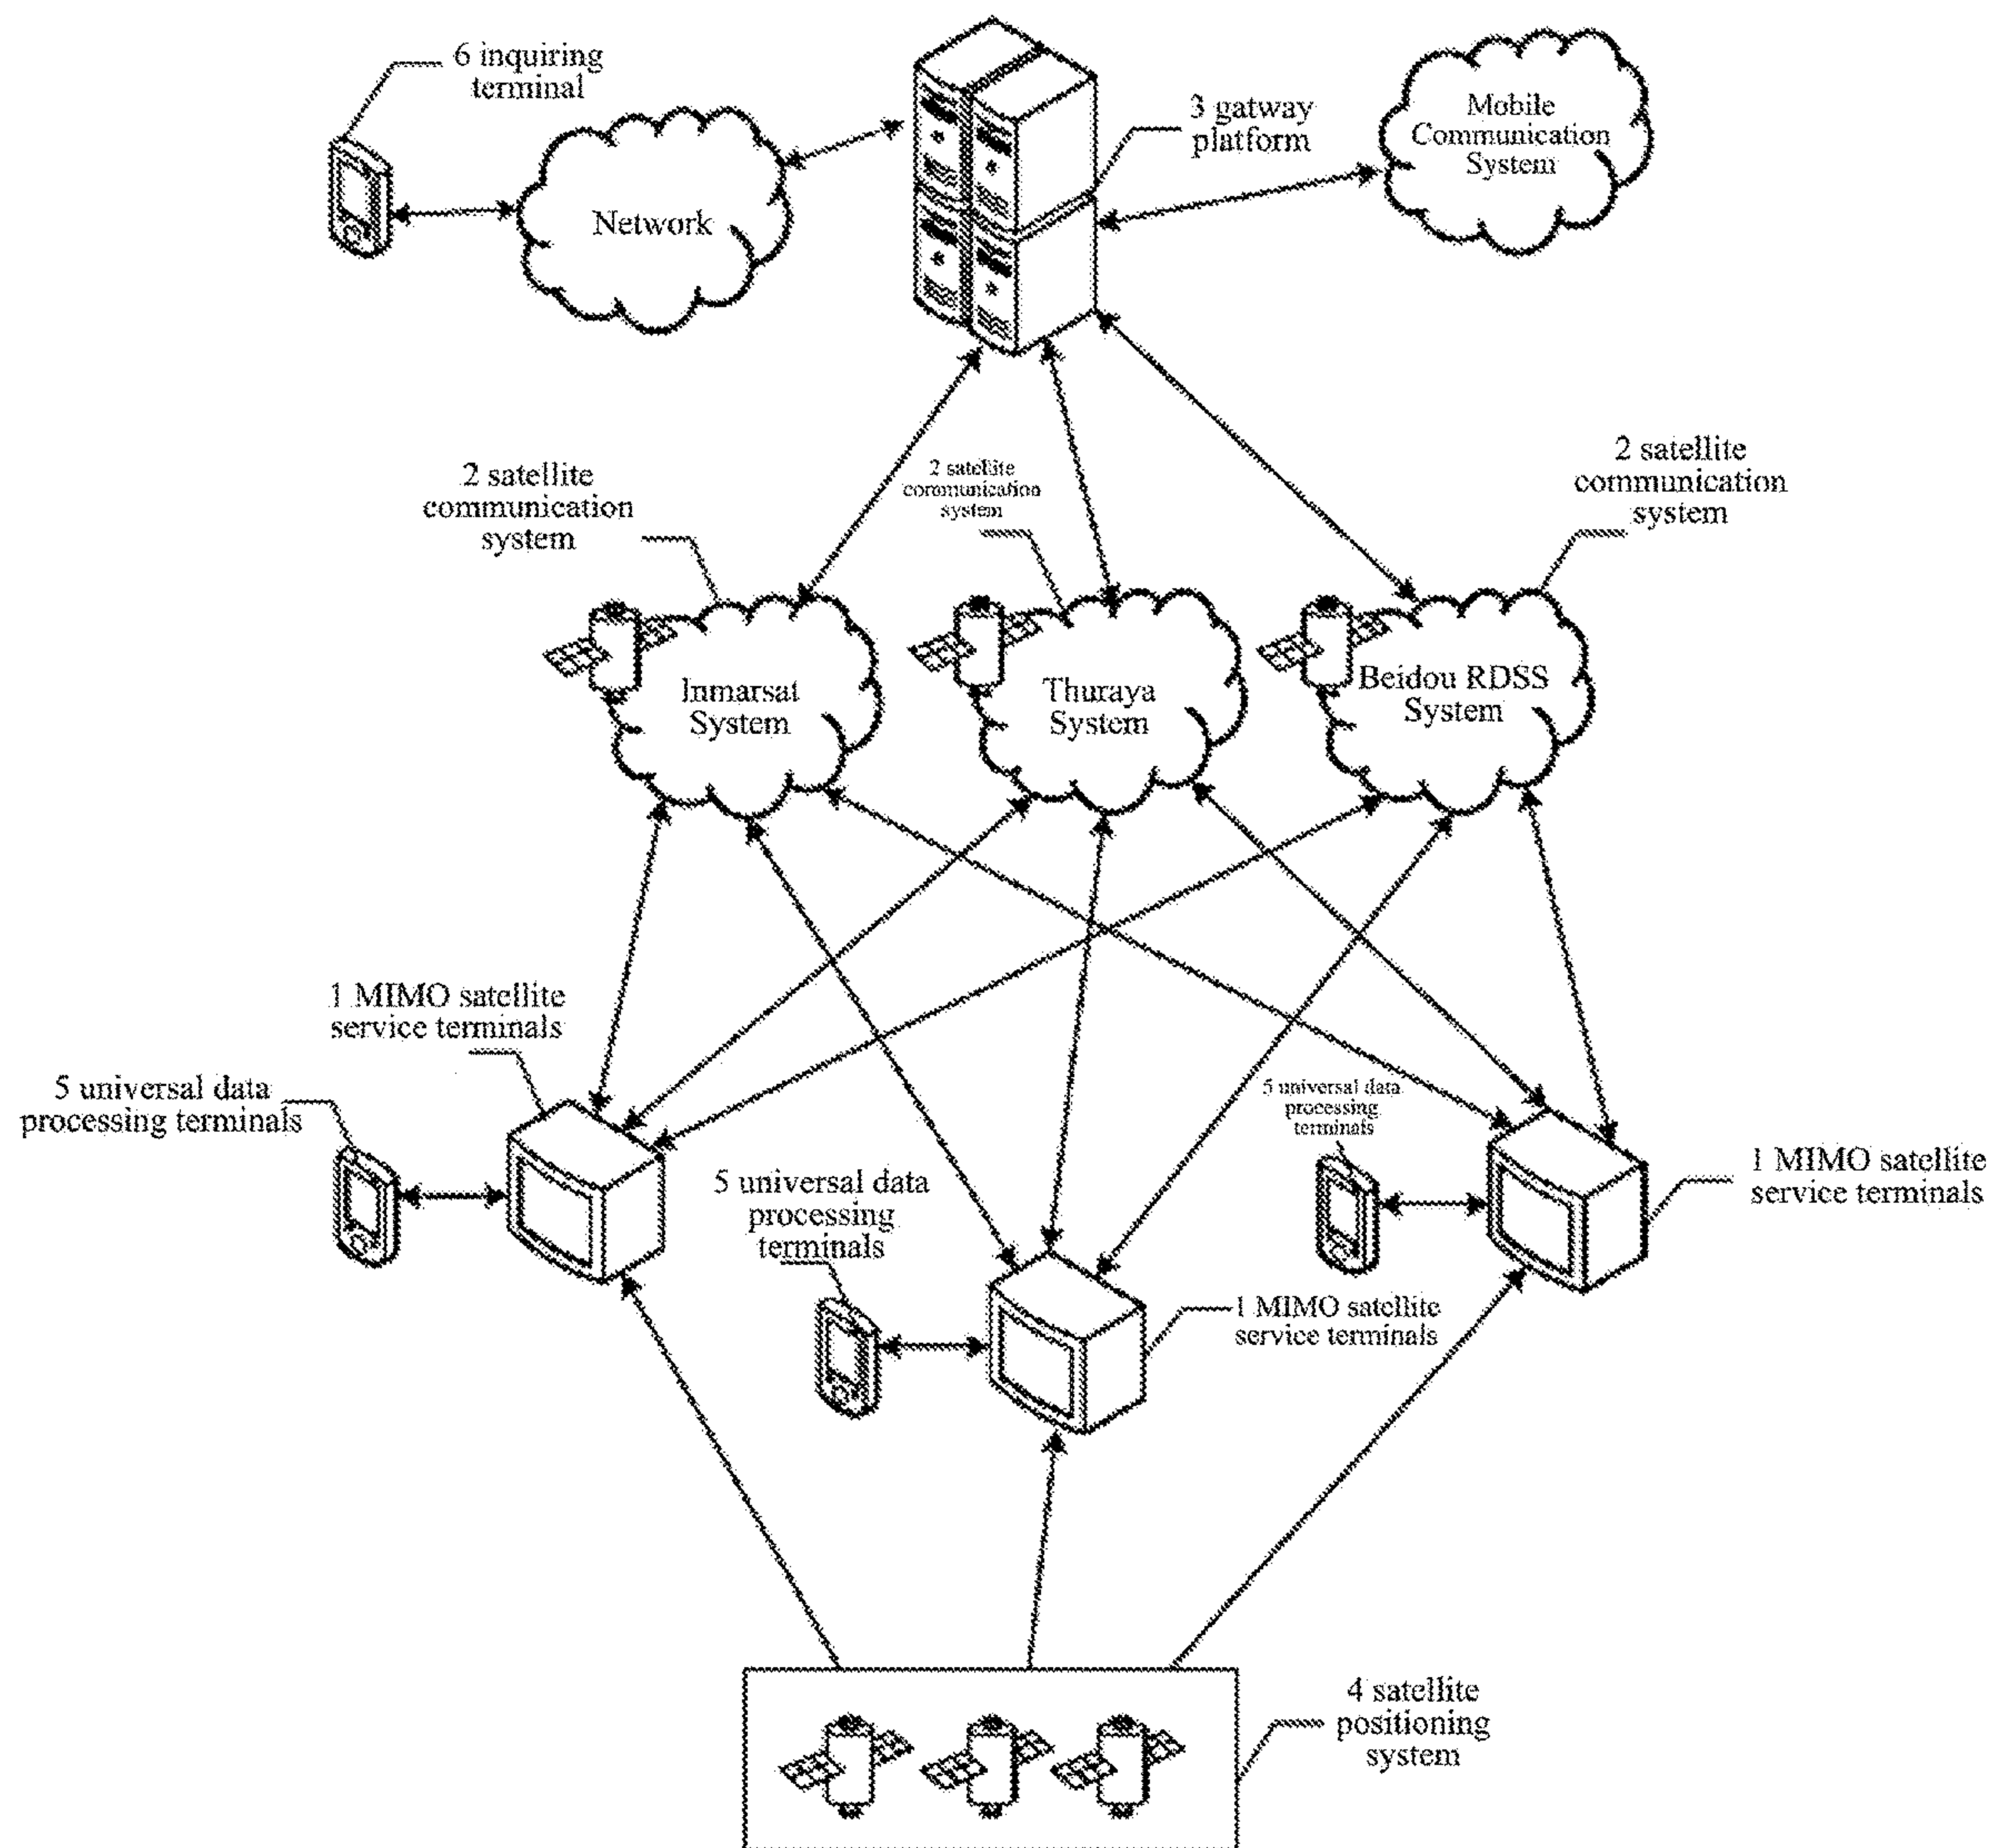 6 inquiring
terminal
3 gatway
platform
Mobile
Communication
System
Network
2 satellite
communication
system
2 satellite
communication
system
2 satellite
communication
system
Inmarsat
System
Thuraya
System
Beidou RDSS
System
1 MIMO satellite
service terminals
5 universal data
processing terminals
5 universal data
processing
terminals
5 universal data
processing
terminals
1 MIMO satellite
service terminals
1 MIMO satellite
service terminals
4 satellite
positioning
system